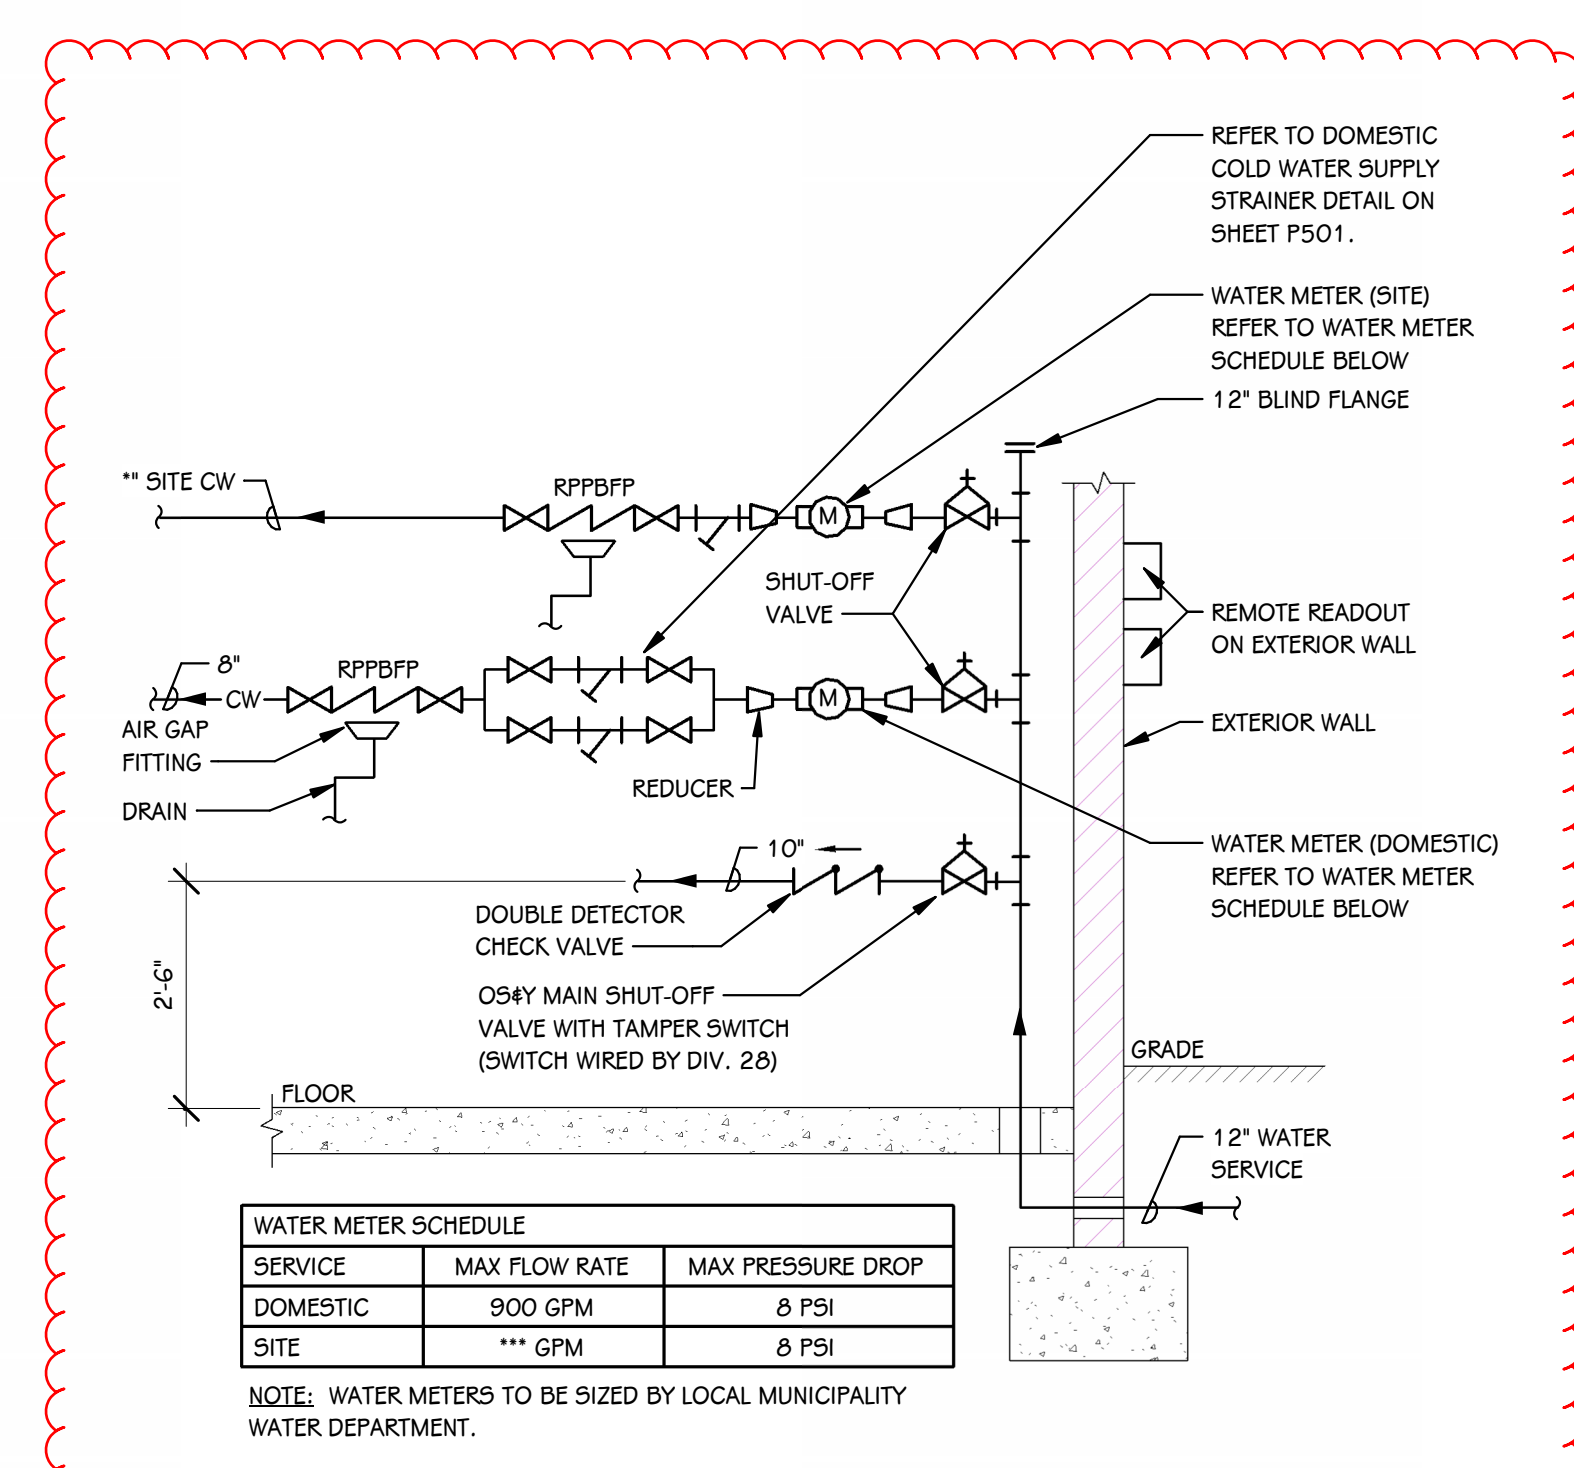 REFER TO DOMESTIC
COLD WATER SUPPLY
STRAINER DETAIL ON
SHEET P501.
WATER METER (SITE)
REFER TO WATER METER
SCHEDULE BELOW
12" BLIND FLANGE
*" SITE CW
RPPBFP
M
SHUT-OFF
VALVE
REMOTE READOUT
ON EXTERIOR WALL
8"
CW
RPPBFP
M
AIR GAP
FITTING
EXTERIOR WALL
REDUCER
DRAIN
10"
WATER METER (DOMESTIC)
REFER TO WATER METER
SCHEDULE BELOW
DOUBLE DETECTOR
CHECK VALVE
2'-6"
OS&Y MAIN SHUT-OFF
VALVE WITH TAMPER SWITCH
(SWITCH WIRED BY DIV. 28)
GRADE
FLOOR
12" WATER
SERVICE
WATER METER SCHEDULE
SERVICE MAX FLOW RATE MAX PRESSURE DROP
DOMESTIC 900 GPM 8 PSI
SITE *** GPM 8 PSI
NOTE: WATER METERS TO BE SIZED BY LOCAL MUNICIPALITY
WATER DEPARTMENT.